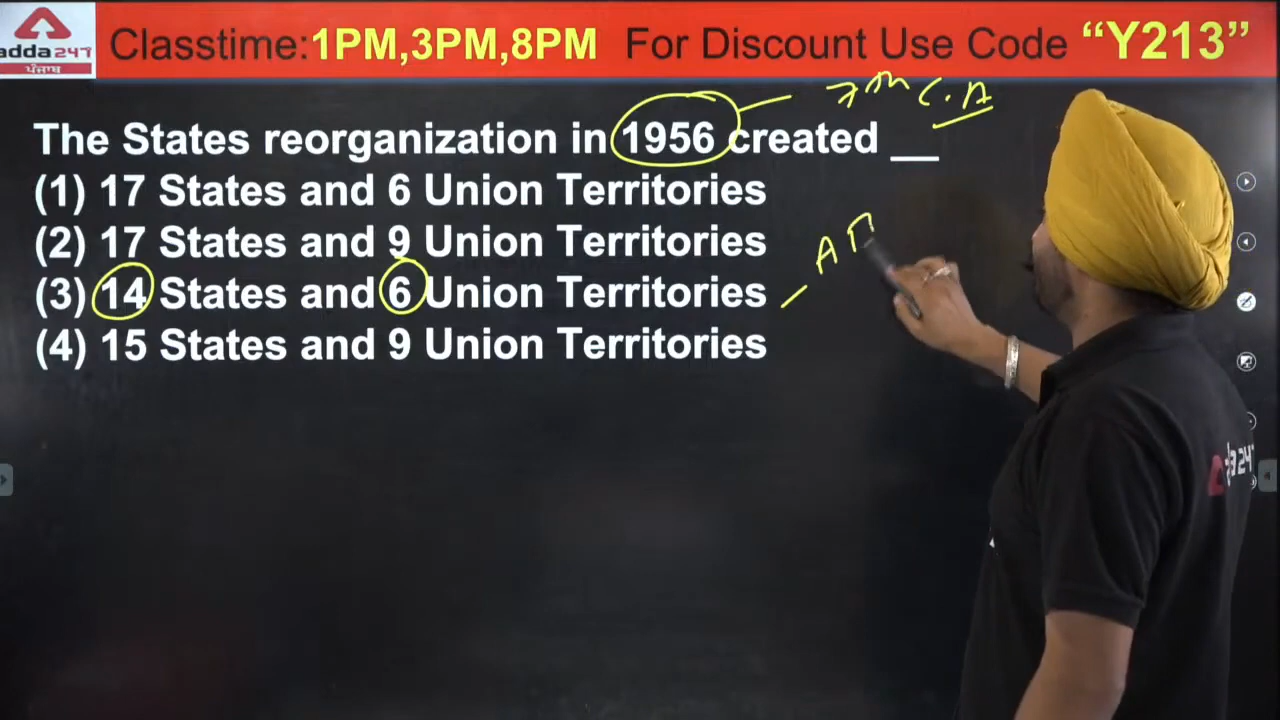 adda247
ਪੰਜਾਬ
Classtime:1PM,3PM,8PM For Discount Use Code “Y213”
7th C.A
The States reorganization in 1956 created __
(1) 17 States and 6 Union Territories
(2) 17 States and 9 Union Territories
(3) 14 States and 6 Union Territories
(4) 15 States and 9 Union Territories